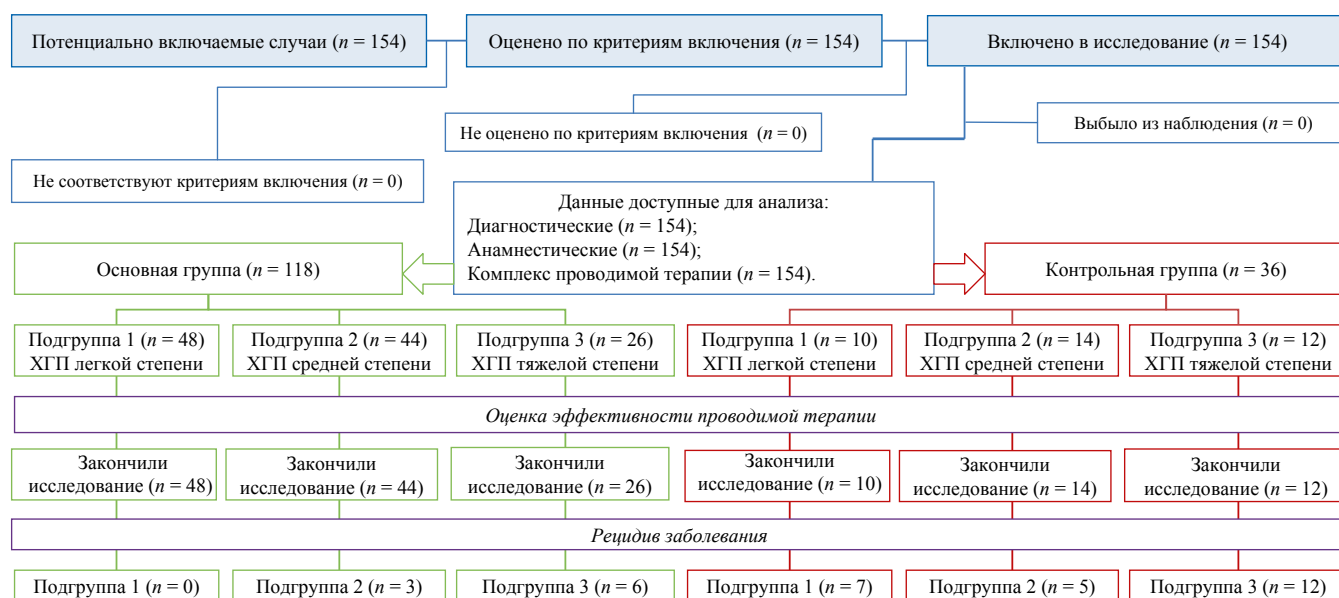 Потенциально включаемые случаи (n = 154)
Оценено по критериям включения (n = 154)
Включено в исследование (n = 154)
Не оценено по критериям включения (n = 0)
Выбыло из наблюдения (n = 0)
Не соответствуют критериям включения (n = 0)
Данные доступные для анализа:
Диагностические (n = 154);
Анамнестические (n = 154);
Комплекс проводимой терапии (n = 154).
Основная группа (n = 118)
Контрольная группа (n = 36)
Подгруппа 1 (n = 48)
ХГП легкой степени
Подгруппа 2 (n = 44)
ХГП средней степени
Подгруппа 3 (n = 26)
ХГП тяжелой степени
Подгруппа 1 (n = 10)
ХГП легкой степени
Подгруппа 2 (n = 14)
ХГП средней степени
Подгруппа 3 (n = 12)
ХГП тяжелой степени
Оценка эффективности проводимой терапии
Закончили
исследование (n = 48)
Закончили
исследование (n = 44)
Закончили
исследование (n = 26)
Закончили
исследование (n = 10)
Закончили
исследование (n = 14)
Закончили
исследование (n = 12)
Рецидив заболевания
Подгруппа 1 (n = 0)
Подгруппа 2 (n = 3)
Подгруппа 3 (n = 6)
Подгруппа 1 (n = 7)
Подгруппа 2 (n = 5)
Подгруппа 3 (n = 12)